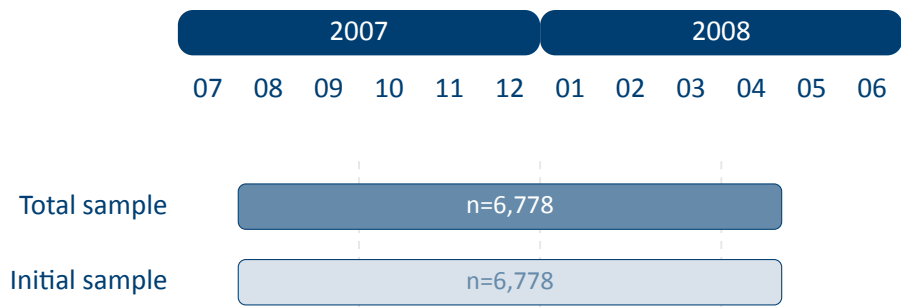 2007 2008
07 08 09 10 11 12 01 02 03 04 05 06
Total sample n=6,778
Initial sample n=6,778